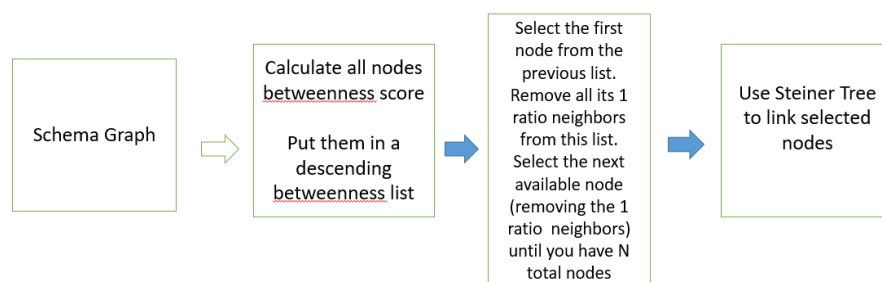 Schema Graph
Calculate all nodes
betweenness score
Put them in a
descending
betweenness list
Select the first
node from the
previous list.
Remove all its 1
ratio neighbors
from this list.
Select the next
available node
(removing the 1
ratio  neighbors)
until you have N
total nodes
Use Steiner Tree
to link selected
nodes